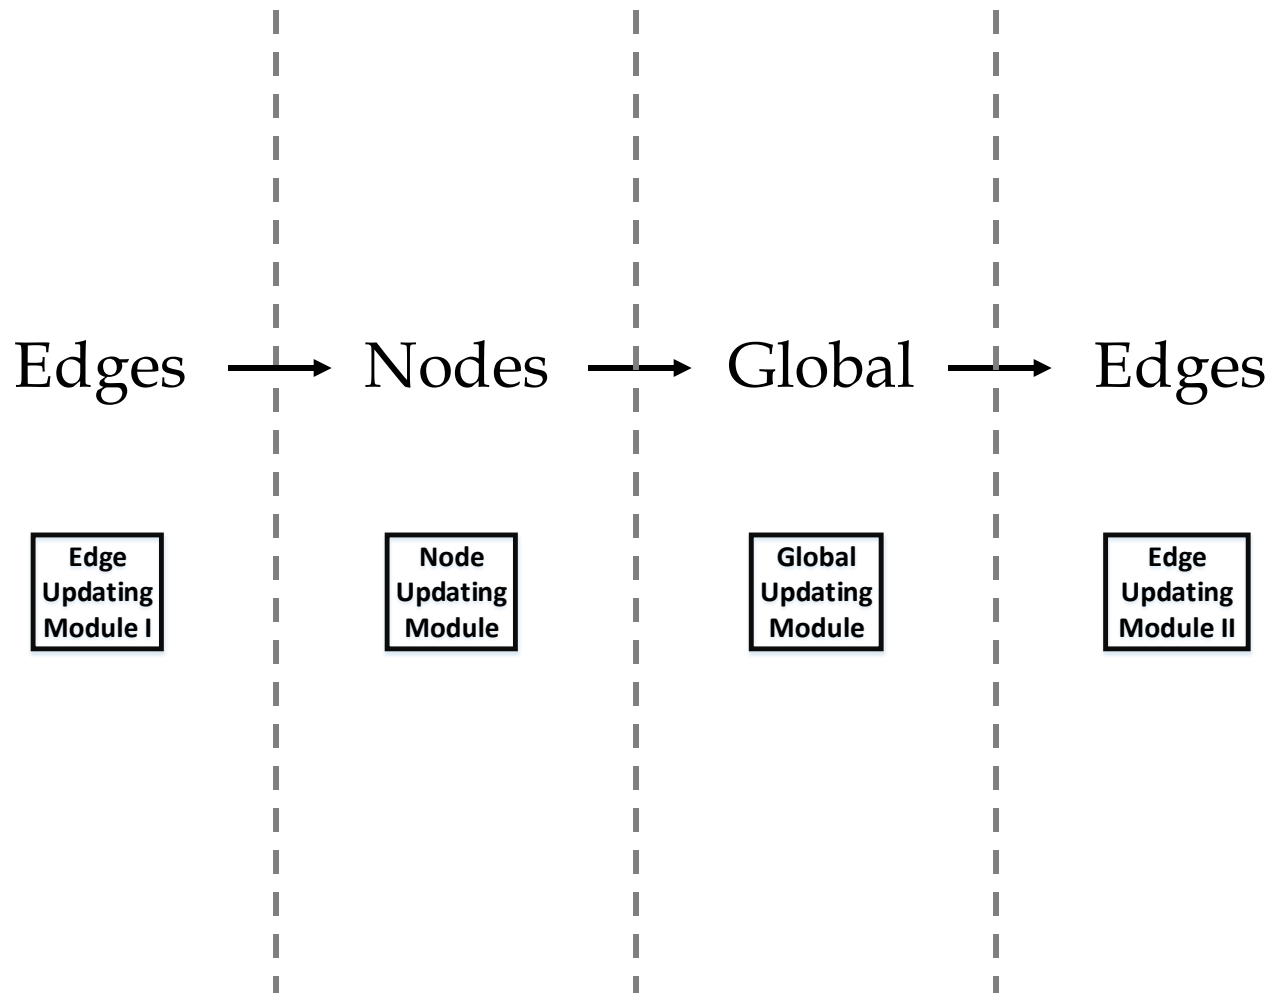 Edges
Nodes
Global
Edges
Edge
Updating
Module I
Node
Updating
Module
Global
Updating
Module
Edge
Updating
Module II